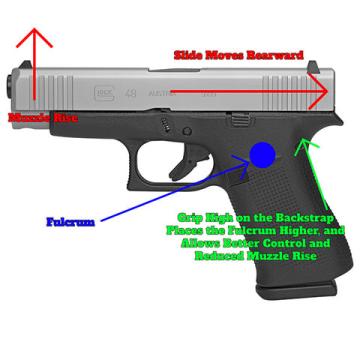 Slide Moves Rearward
GLOCK
48
AUSTRIA
9x19
Muzzle Rise
Fulcrum
Grip High on the Backstrap
Places the Fulcrum Higher, and
Allows Better Control and
Reduced Muzzle Rise